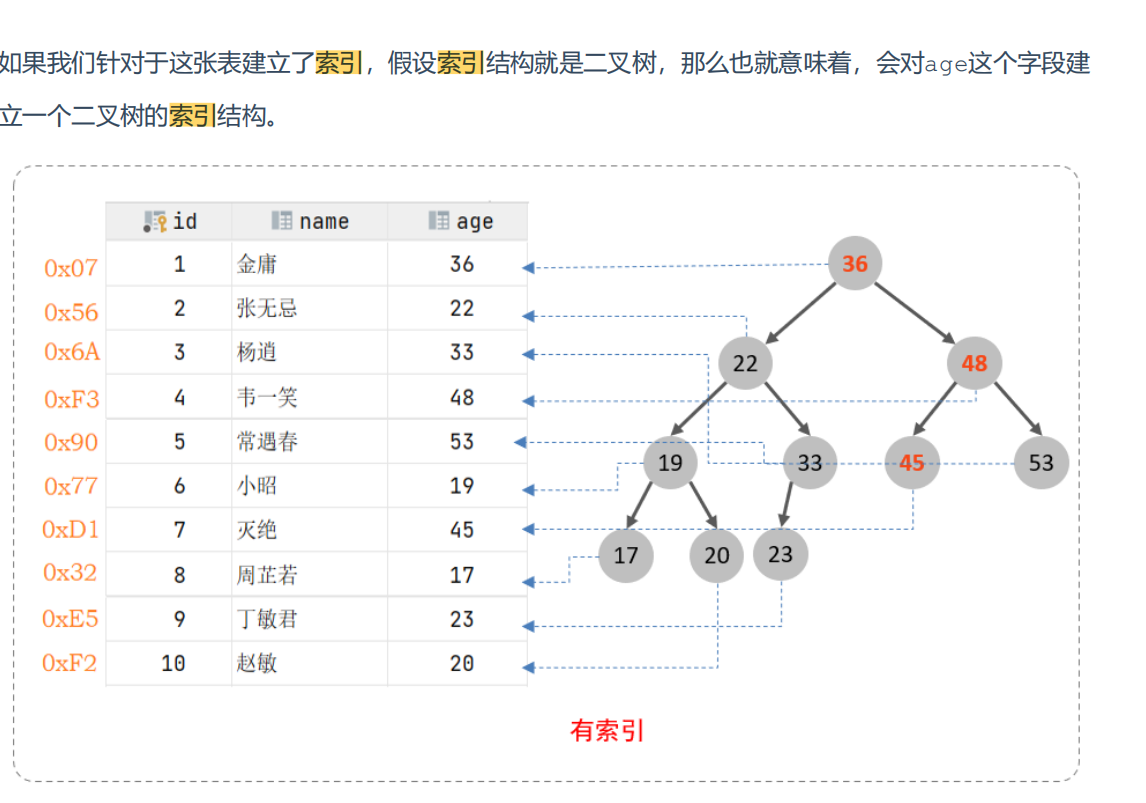 如果我们针对于这张表建立了索引，假设索引结构就是二叉树，那么也就意味着，会对age这个字段建
立一个二叉树的索引结构。
id name age
0x07 1 金庸 36
0x56 2 张无忌 22
0x6A 3 杨逍 33
0xF3 4 韦一笑 48
0x90 5 常遇春 53
0x77 6 小昭 19
0xD1 7 灭绝 45
0x32 8 周芷若 17
0xE5 9 丁敏君 23
0xF2 10 赵敏 20
36
22 48
19 33 45 53
17 20 23
有索引